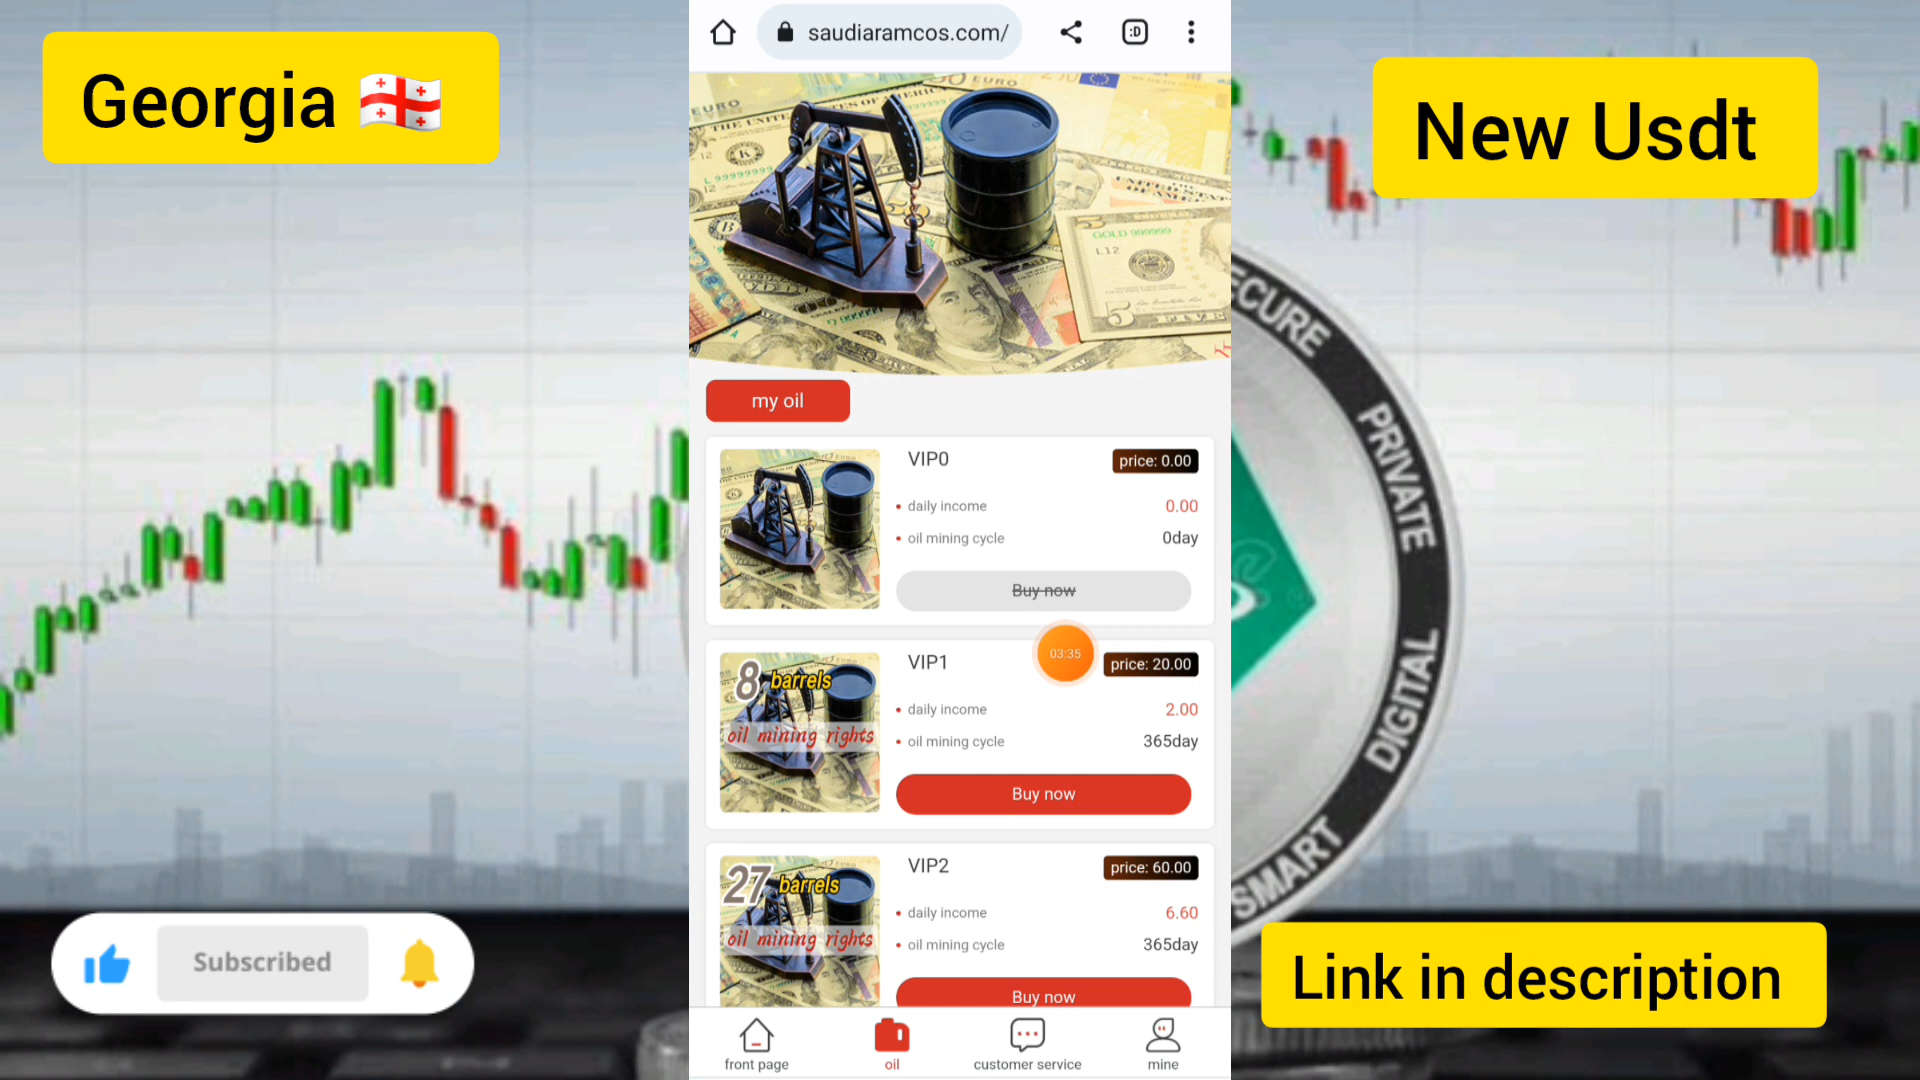 Georgia 🇬🇪
New Usdt
saudiaramcos.com/
:D
my oil
VIP0
price: 0.00
daily income
0.00
oil mining cycle
0day
Buy now
03:35
8 barrels
oil mining rights
VIP1
price: 20.00
daily income
2.00
oil mining cycle
365day
Buy now
27 barrels
oil mining rights
VIP2
price: 60.00
daily income
6.60
oil mining cycle
365day
Buy now
front page
oil
customer service
mine
Subscribed
Link in description
ECURE
PRIVATE
DIGITAL
SMART